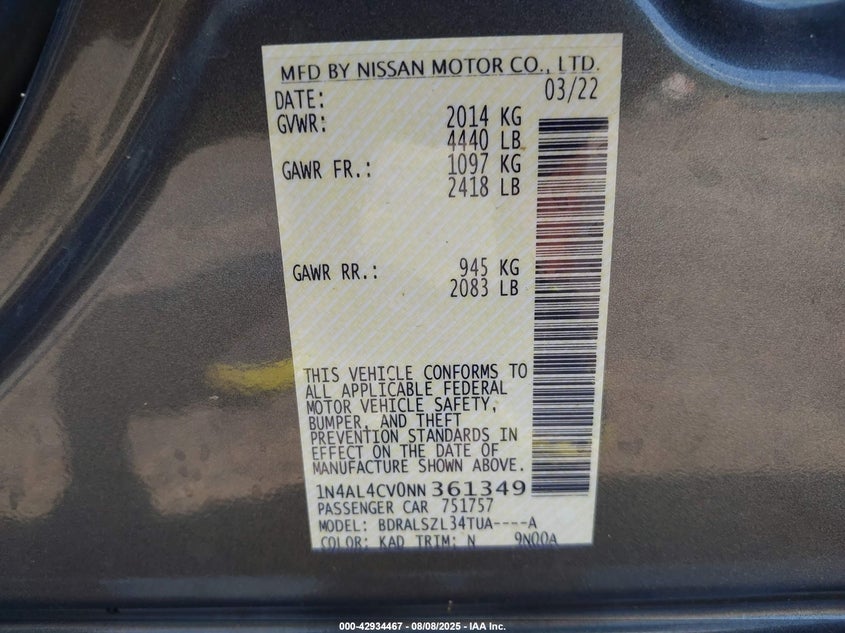 MFD BY NISSAN MOTOR CO., LTD.
DATE: 03/22
GVWR: 2014 KG
4440 LB
GAWR FR.: 1097 KG
2418 LB
GAWR RR.: 945 KG
2083 LB
THIS VEHICLE CONFORMS TO
ALL APPLICABLE FEDERAL
MOTOR VEHICLE SAFETY,
BUMPER, AND THEFT
PREVENTION STANDARDS IN
EFFECT ON THE DATE OF
MANUFACTURE SHOWN ABOVE.
1N4AL4CV0NN361349
PASSENGER CAR 751757
MODEL: BDRALSZL34TUA----A
COLOR: KAD TRIM: N 9N00A
000-42934467 - 08/08/2025 - IAA Inc.